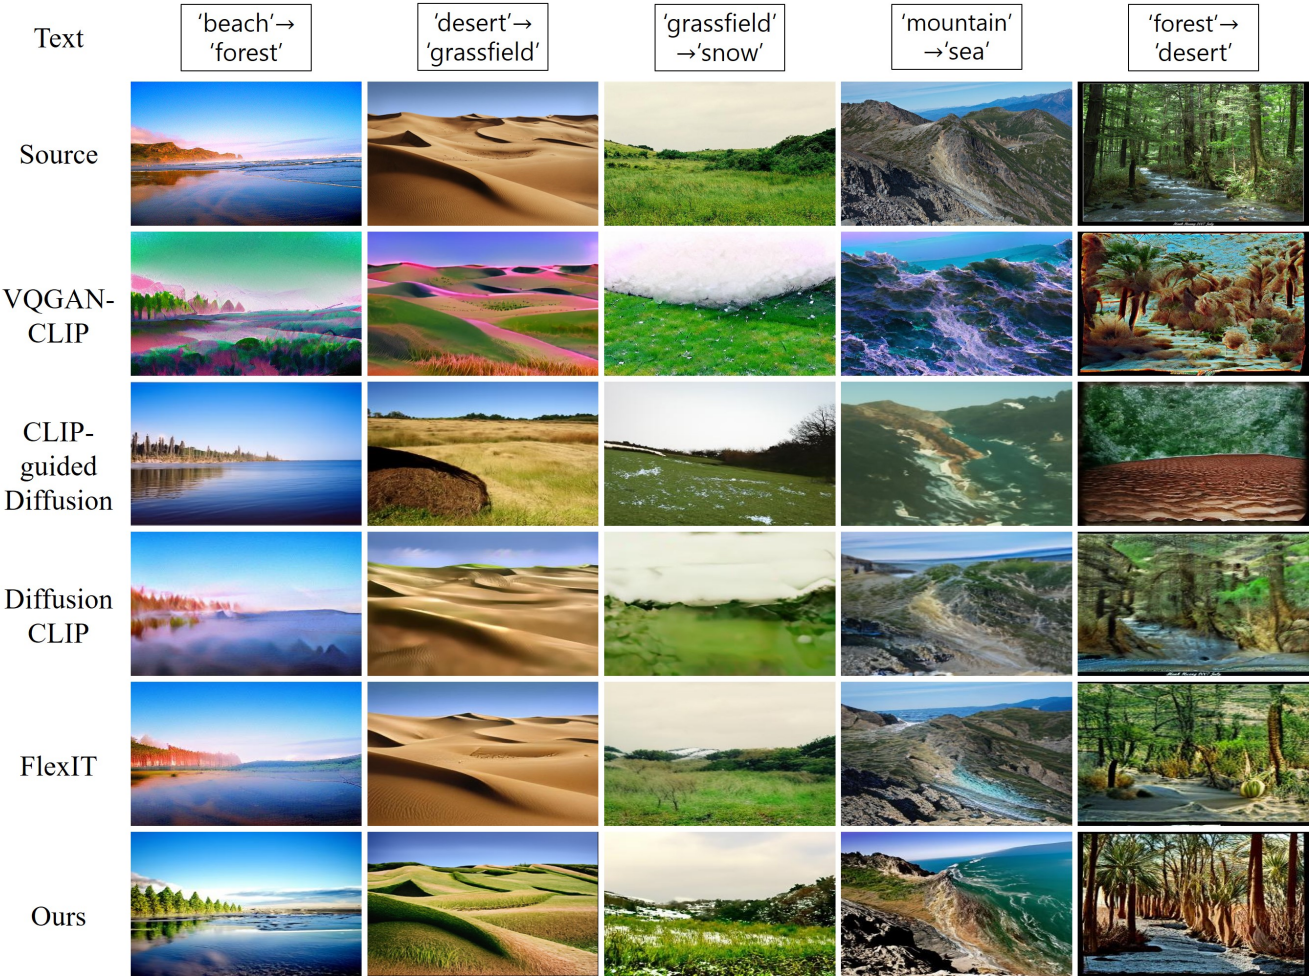 Text
‘beach’→
‘forest’
‘desert’→
‘grassfield’
‘grassfield’
→‘snow’
‘mountain’
→‘sea’
‘forest’→
‘desert’
Source
VQGAN-
CLIP
CLIP-
guided
Diffusion
Diffusion
CLIP
FlexIT
Ours